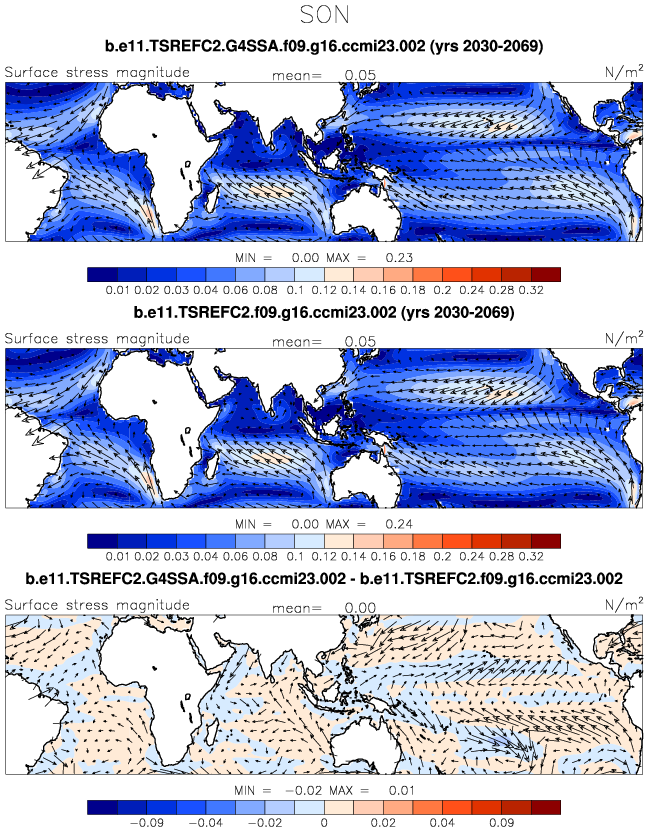 SON
b.e11.TSREFC2.G4SSA.f09.g16.ccmi23.002 (yrs 2030-2069)
Surface stress magnitude mean= 0.05 N/m²
MIN = 0.00 MAX = 0.23
0.01 0.02 0.03 0.04 0.05 0.06 0.08 0.1 0.12 0.14 0.16 0.18 0.2 0.24 0.28 0.32
b.e11.TSREFC2.f09.g16.ccmi23.002 (yrs 2030-2069)
Surface stress magnitude mean= 0.05 N/m²
MIN = 0.00 MAX = 0.24
0.01 0.02 0.03 0.04 0.05 0.06 0.08 0.1 0.12 0.14 0.16 0.18 0.2 0.24 0.28 0.32
b.e11.TSREFC2.G4SSA.f09.g16.ccmi23.002 - b.e11.TSREFC2.f09.g16.ccmi23.002
Surface stress magnitude mean= 0.00 N/m²
MIN = −0.02 MAX = 0.01
−0.09 −0.04 −0.02 0 0.02 0.04 0.09